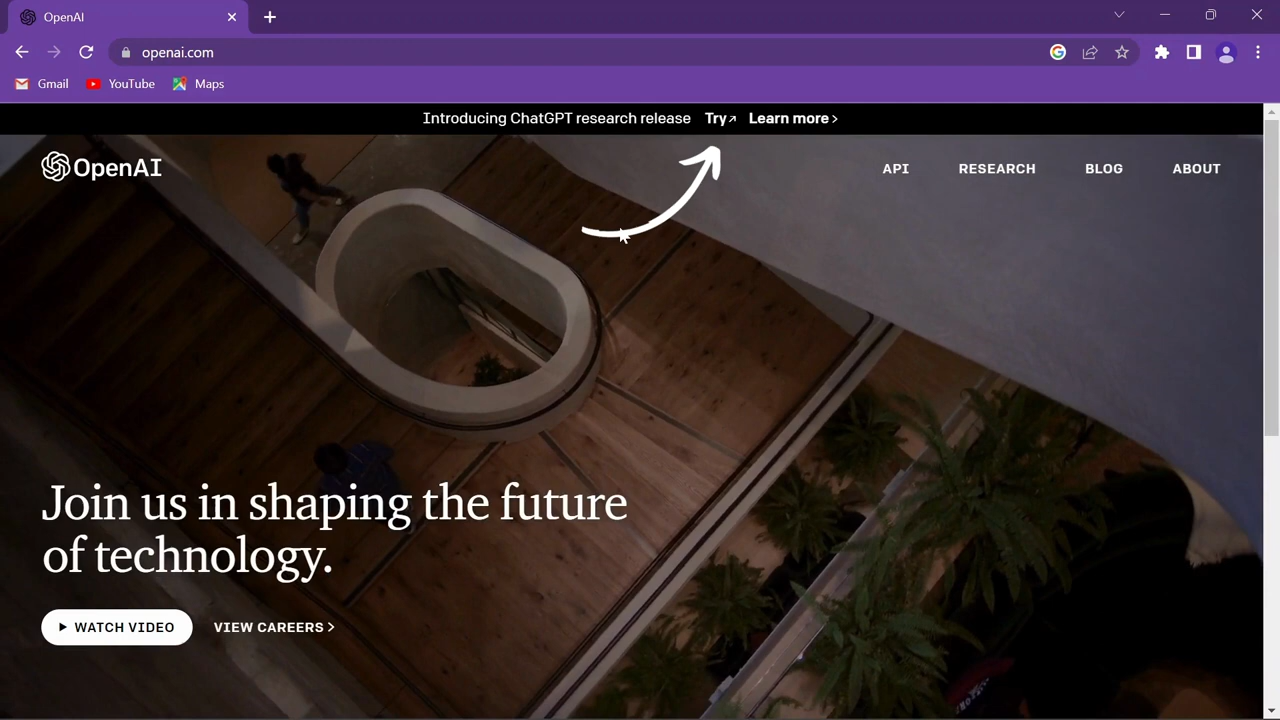 OpenAI
openai.com
Gmail YouTube Maps
Introducing ChatGPT research release Try↗ Learn more >
OpenAI API RESEARCH BLOG ABOUT
Join us in shaping the future
of technology.
WATCH VIDEO VIEW CAREERS >